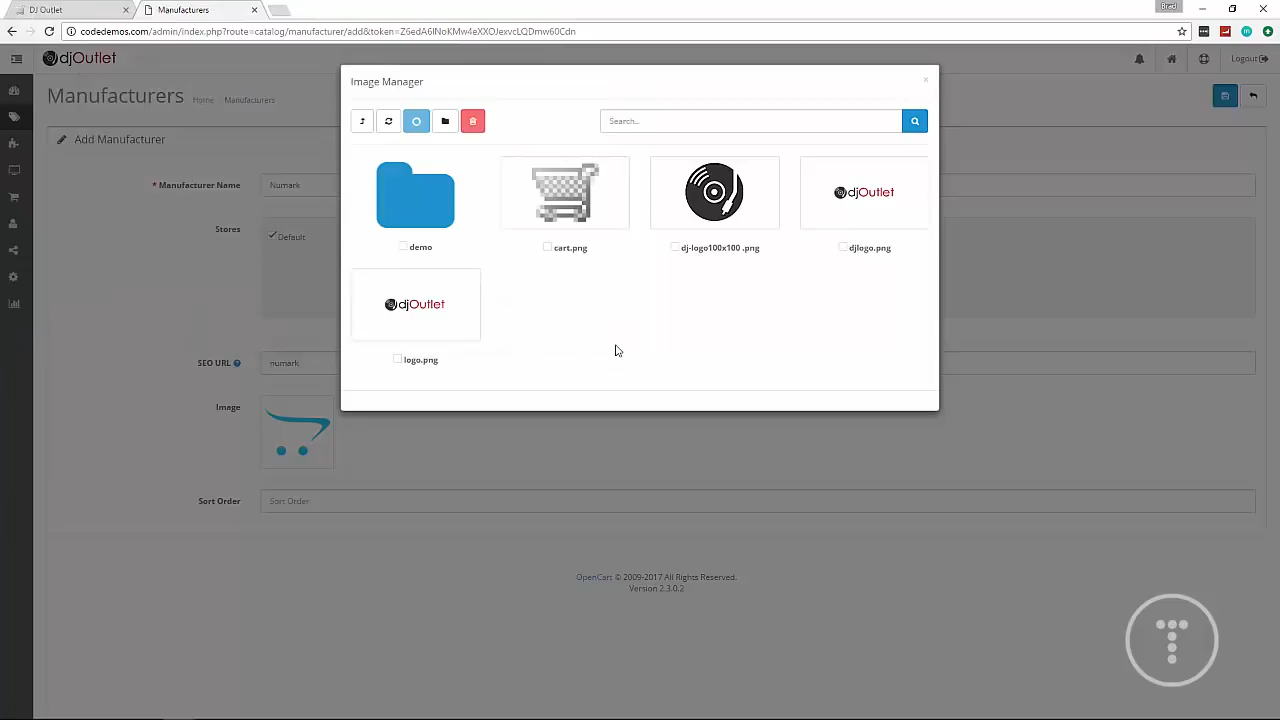 DJ Outlet
Manufacturers
Bred
codedemos.com/admin/index.php?route=catalog/manufacturer/add&token=Z6edA6INoKMw4eXXOJexvcLQDmw60Cdn
djOutlet
Logout
Manufacturers
Home
Manufacturers
Add Manufacturer
* Manufacturer Name
Numark
Stores
Default
SEO URL
numark
Image
Sort Order
Sort Order
Image Manager
×
Search...
demo
cart.png
dj-logo100x100 .png
djOutlet
djlogo.png
djOutlet
logo.png
OpenCart © 2009-2017 All Rights Reserved.
Version 2.3.0.2